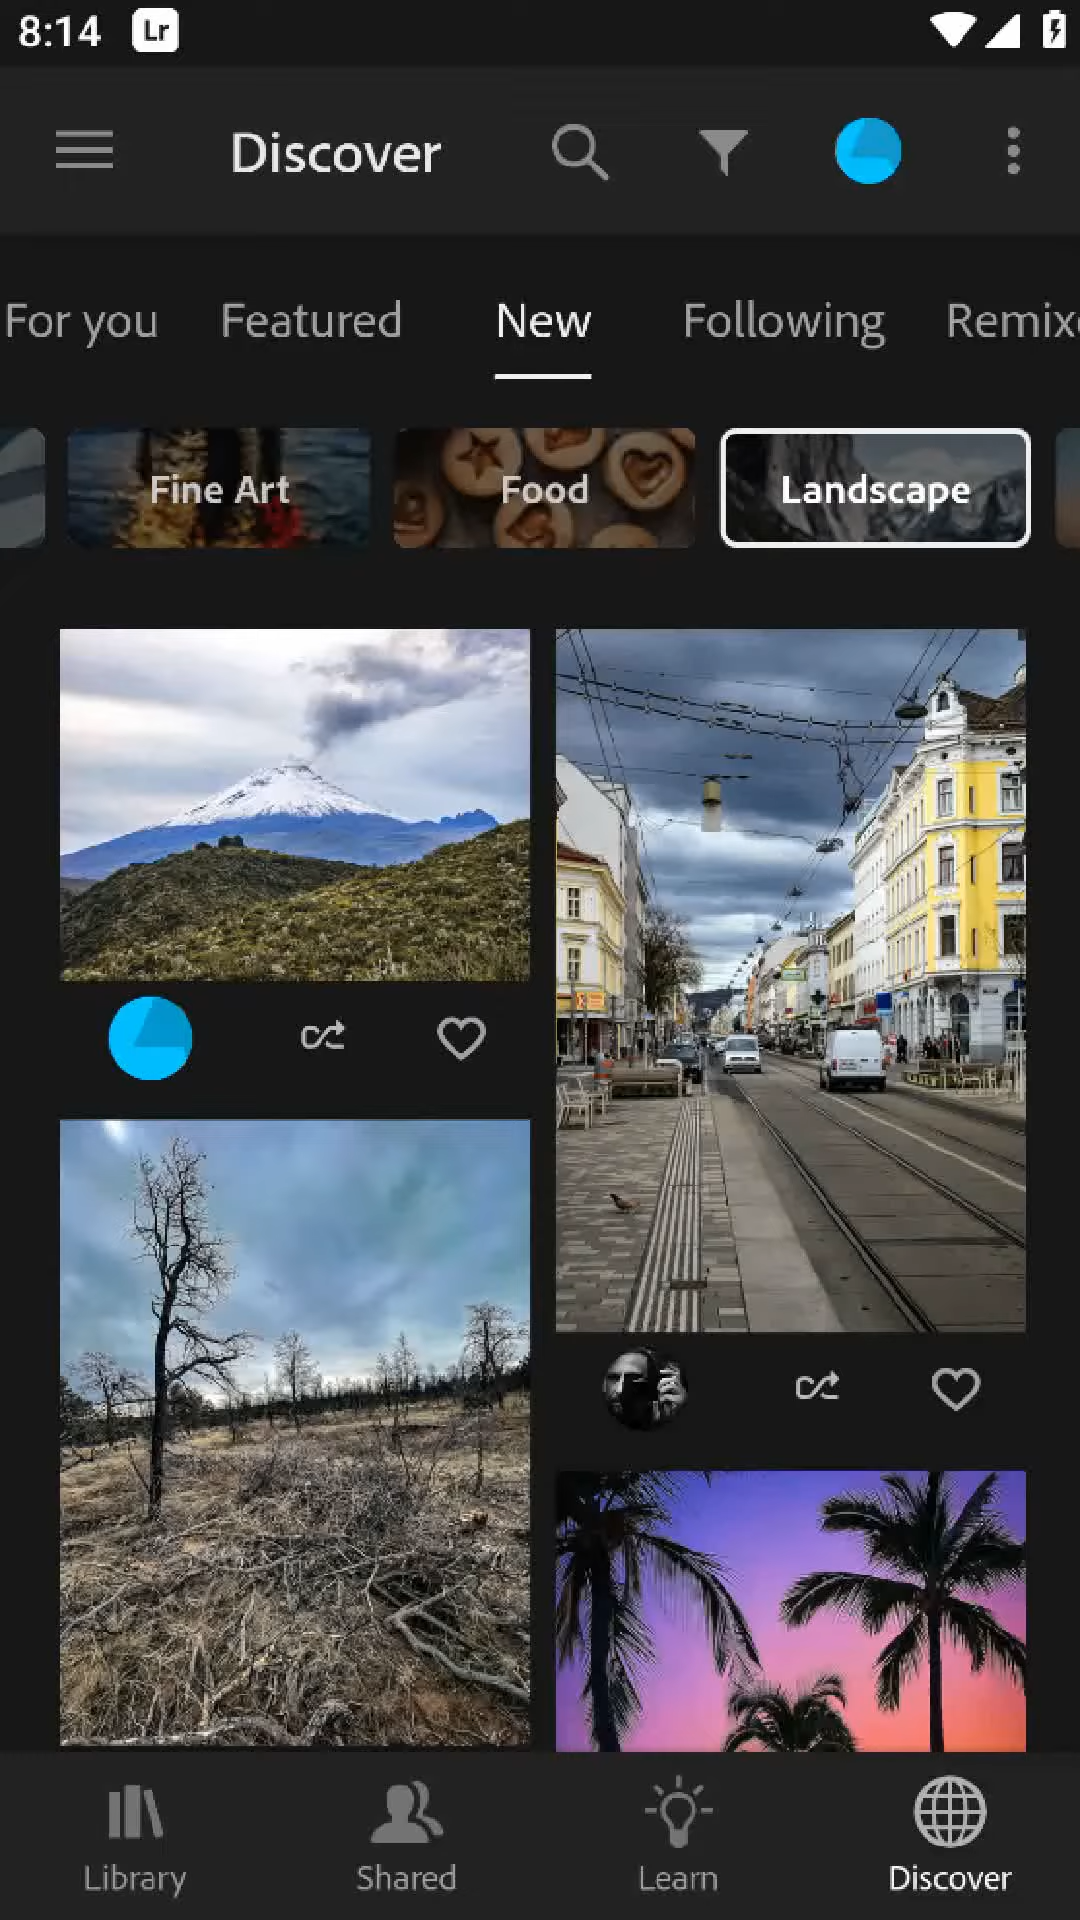 8:14 Lr
Discover
For you Featured New Following Remix
Fine Art Food Landscape
Library Shared Learn Discover